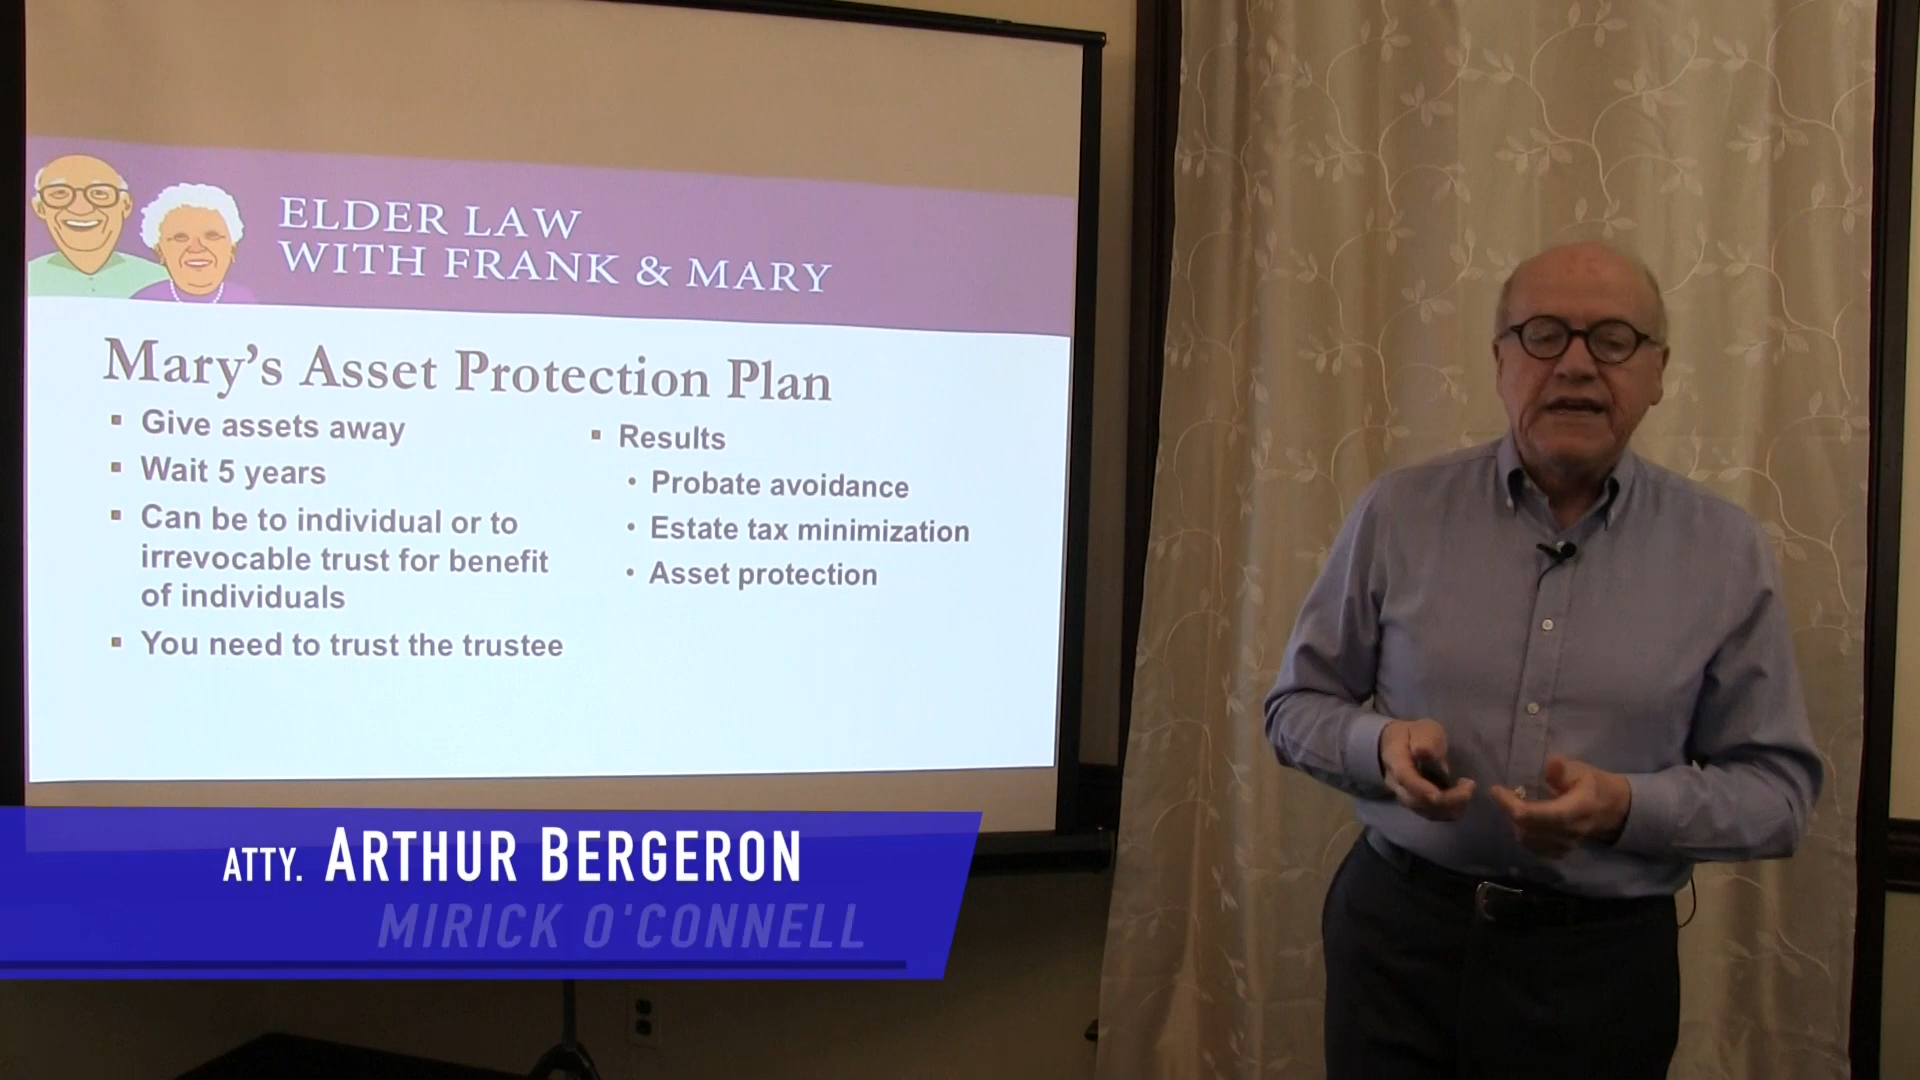 ELDER LAW
WITH FRANK & MARY
Mary's Asset Protection Plan
▪ Give assets away
▪ Wait 5 years
▪ Can be to individual or to
irrevocable trust for benefit
of individuals
▪ You need to trust the trustee
▪ Results
• Probate avoidance
• Estate tax minimization
• Asset protection
ATTY. ARTHUR BERGERON
MIRICK O'CONNELL